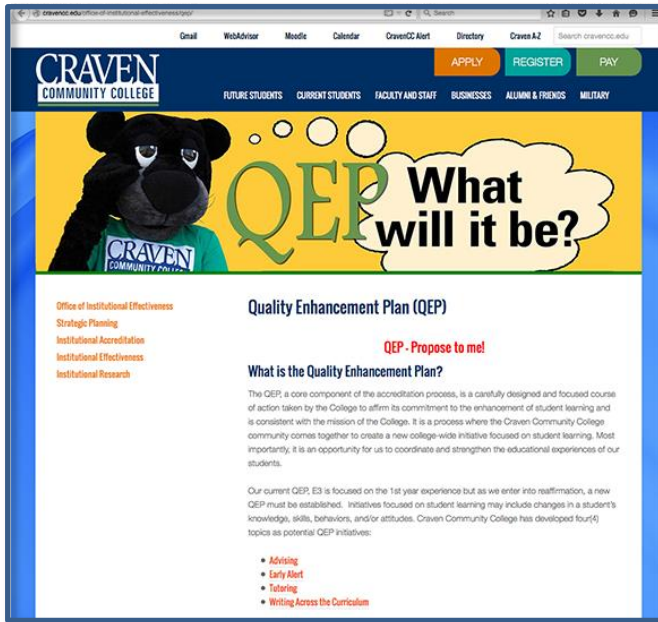 cravencc.edu/office-of-institutional-effectiveness/qep/
Search
Gmail WebAdvisor Moodle Calendar CravenCC Alert Directory Craven A-Z Search cravencc.edu
CRAVEN
COMMUNITY COLLEGE
APPLY REGISTER PAY
FUTURE STUDENTS CURRENT STUDENTS FACULTY AND STAFF BUSINESSES ALUMNI & FRIENDS MILITARY
CRAVEN
COMMUNITY COLLEGE
QEP What
will it be?
Office of Institutional Effectiveness
Strategic Planning
Institutional Accreditation
Institutional Effectiveness
Institutional Research
Quality Enhancement Plan (QEP)
QEP - Propose to me!
What is the Quality Enhancement Plan?
The QEP, a core component of the accreditation process, is a carefully designed and focused course
of action taken by the College to affirm its commitment to the enhancement of student learning and
is consistent with the mission of the College. It is a process where the Craven Community College
community comes together to create a new college-wide initiative focused on student learning. Most
importantly, it is an opportunity for us to coordinate and strengthen the educational experiences of our
students.
Our current QEP, E3 is focused on the 1st year experience but as we enter into reaffirmation, a new
QEP must be established. Initiatives focused on student learning may include changes in a student's
knowledge, skills, behaviors, and/or attitudes. Craven Community College has developed four(4)
topics as potential QEP initiatives:
• Advising
• Early Alert
• Tutoring
• Writing Across the Curriculum